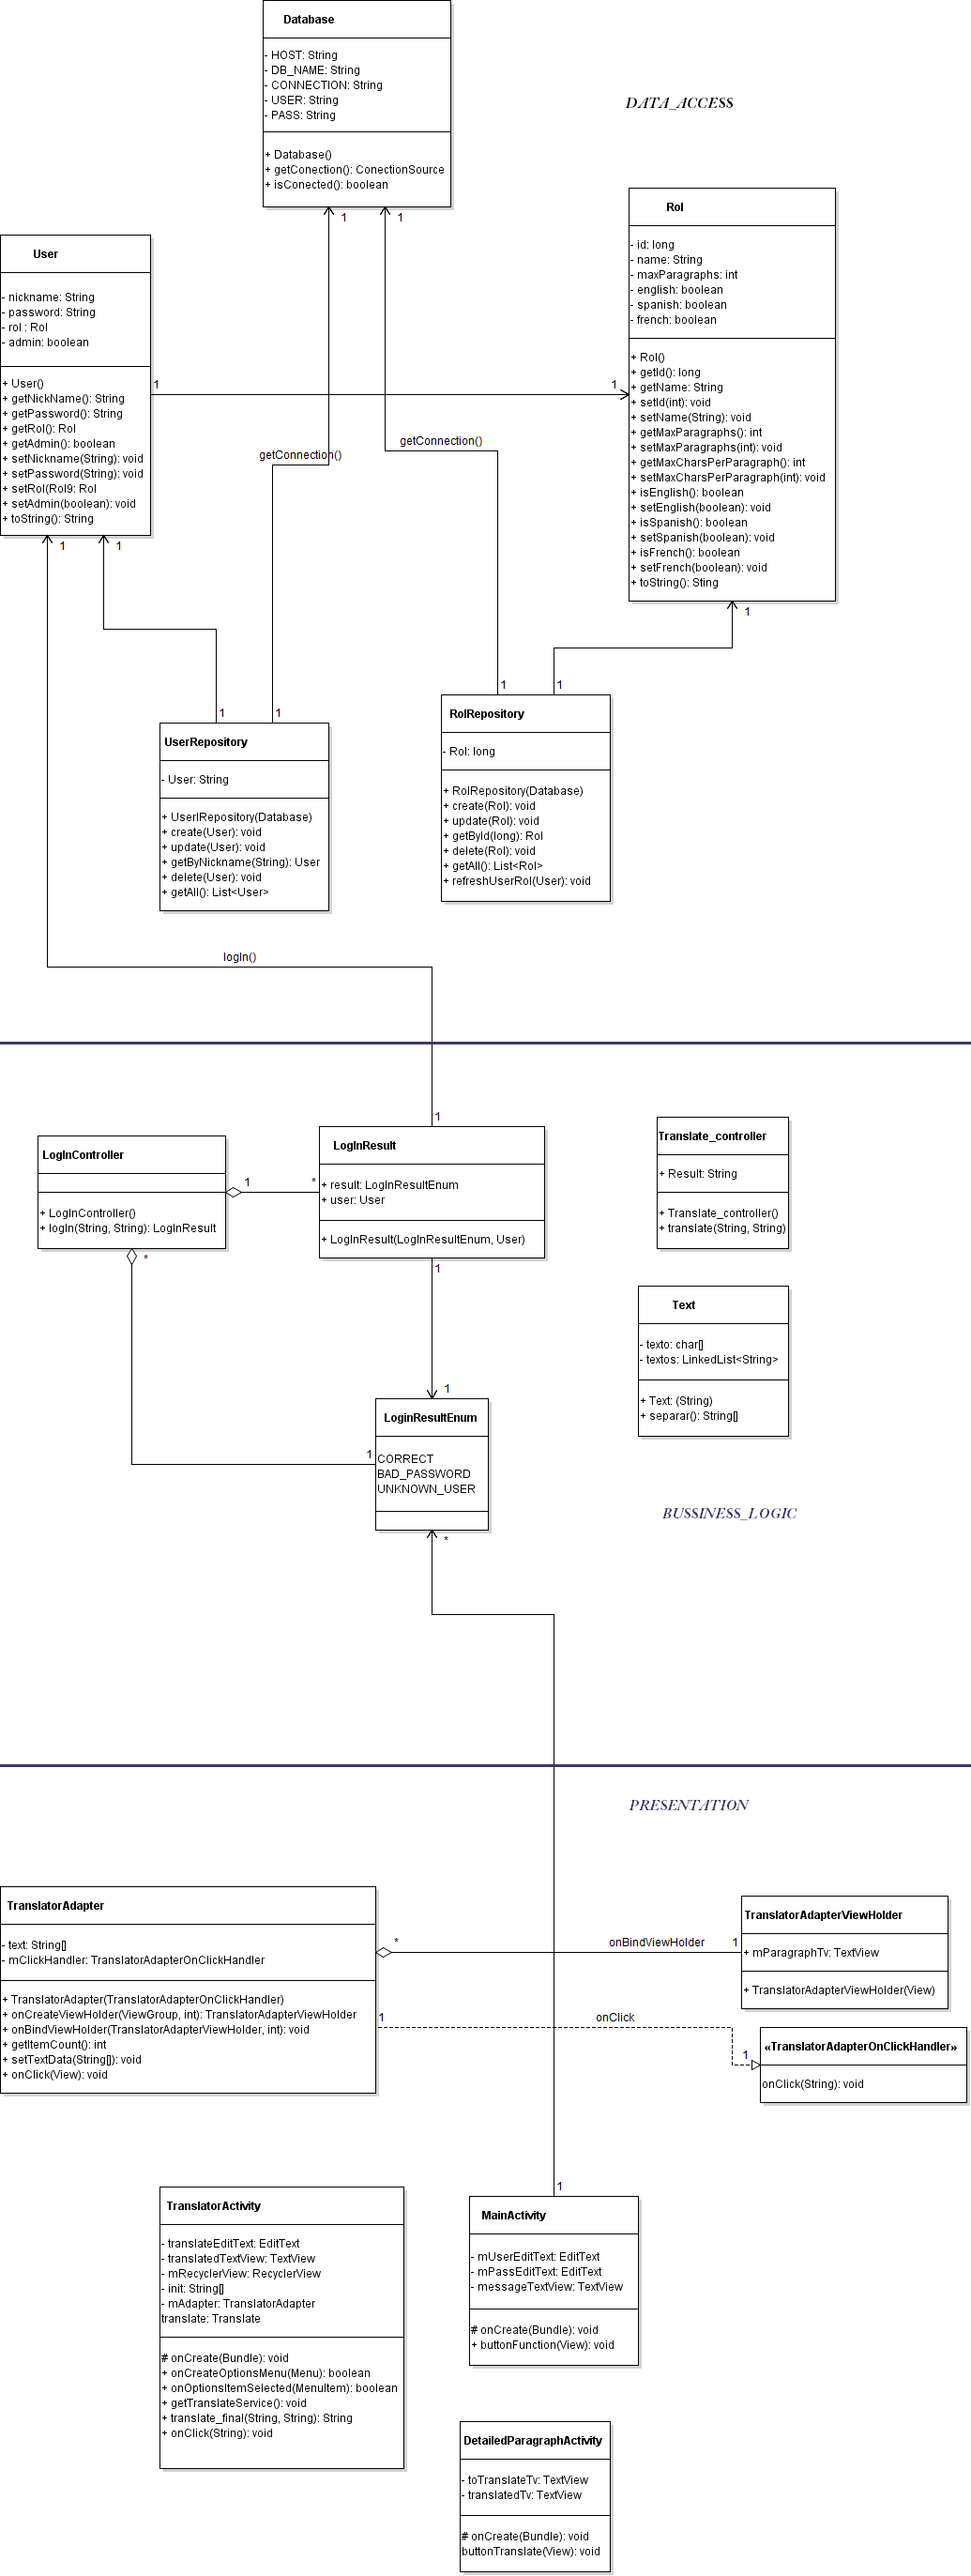 Database
- HOST: String
- DB_NAME: String
- CONNECTION: String
- USER: String
- PASS: String
+ Database()
+ getConection(): ConectionSource
+ isConected(): boolean
DATA_ACCESS
1
1
Rol
- id: long
- name: String
- maxParagraphs: int
- english: boolean
- spanish: boolean
- french: boolean
+ Rol()
+ getId(): long
+ getName: String
+ setId(int): void
+ setName(String): void
+ getMaxParagraphs(): int
+ setMaxParagraphs(int): void
+ getMaxCharsPerParagraph(): int
+ setMaxCharsPerParagraph(int): void
+ isEnglish(): boolean
+ setEnglish(boolean): void
+ isSpanish(): boolean
+ setSpanish(boolean): void
+ isFrench(): boolean
+ setFrench(boolean): void
+ toString(): Sting
User
- nickname: String
- password: String
- rol : Rol
- admin: boolean
+ User()
+ getNickName(): String
+ getPassword(): String
+ getRol(): Rol
+ getAdmin(): boolean
+ setNickname(String): void
+ setPassword(String): void
+ setRol(Rol9: Rol
+ setAdmin(boolean): void
+ toString(): String
1
1
getConnection()
getConnection()
1
1
1
1
1
1
1
UserRepository
- User: String
+ UserIRepository(Database)
+ create(User): void
+ update(User): void
+ getByNickname(String): User
+ delete(User): void
+ getAll(): List<User>
RolRepository
- Rol: long
+ RolRepository(Database)
+ create(Rol): void
+ update(Rol): void
+ getById(long): Rol
+ delete(Rol): void
+ getAll(): List<Rol>
+ refreshUserRol(User): void
logIn()
1
LogInController
+ LogInController()
+ logIn(String, String): LogInResult
1
*
*
LogInResult
+ result: LogInResultEnum
+ user: User
+ LogInResult(LogInResultEnum, User)
1
1
1
Translate_controller
+ Result: String
+ Translate_controller()
+ translate(String, String)
Text
- texto: char[]
- textos: LinkedList<String>
+ Text: (String)
+ separar(): String[]
LoginResultEnum
CORRECT
BAD_PASSWORD
UNKNOWN_USER
*
BUSSINESS_LOGIC
PRESENTATION
TranslatorAdapter
- text: String[]
- mClickHandler: TranslatorAdapterOnClickHandler
+ TranslatorAdapter(TranslatorAdapterOnClickHandler)
+ onCreateViewHolder(ViewGroup, int): TranslatorAdapterViewHolder
+ onBindViewHolder(TranslatorAdapterViewHolder, int): void
+ getItemCount(): int
+ setTextData(String[]): void
+ onClick(View): void
*
onBindViewHolder
1
TranslatorAdapterViewHolder
+ mParagraphTv: TextView
+ TranslatorAdapterViewHolder(View)
1
onClick
1
«TranslatorAdapterOnClickHandler»
onClick(String): void
TranslatorActivity
- translateEditText: EditText
- translatedTextView: TextView
- mRecyclerView: RecyclerView
- init: String[]
- mAdapter: TranslatorAdapter
translate: Translate
# onCreate(Bundle): void
+ onCreateOptionsMenu(Menu): boolean
+ onOptionsItemSelected(MenuItem): boolean
+ getTranslateService(): void
+ translate_final(String, String): String
+ onClick(String): void
1
MainActivity
- mUserEditText: EditText
- mPassEditText: EditText
- messageTextView: TextView
# onCreate(Bundle): void
+ buttonFunction(View): void
DetailedParagraphActivity
- toTranslateTv: TextView
- translatedTv: TextView
# onCreate(Bundle): void
buttonTranslate(View): void